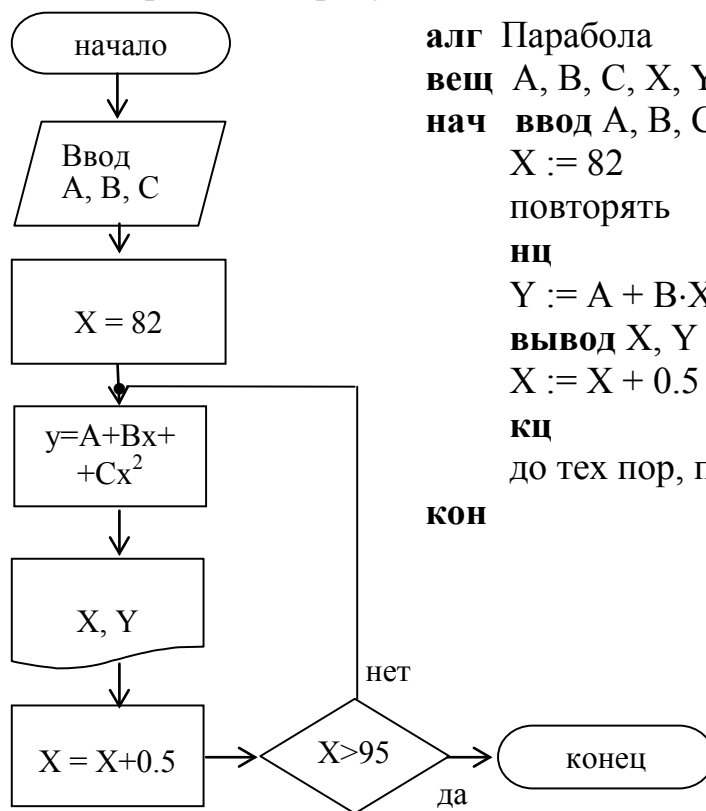 начало
Ввод
A, B, C
X = 82
y=A+Bx+
+Cx²
X, Y
X = X+0.5
нет
X>95
да
конец
алг Парабола
вещ A, B, C, X, Y
нач ввод A, B, C
X := 82
повторять
нц
Y := A + B·X
вывод X, Y
X := X + 0.5
кц
до тех пор,
кон